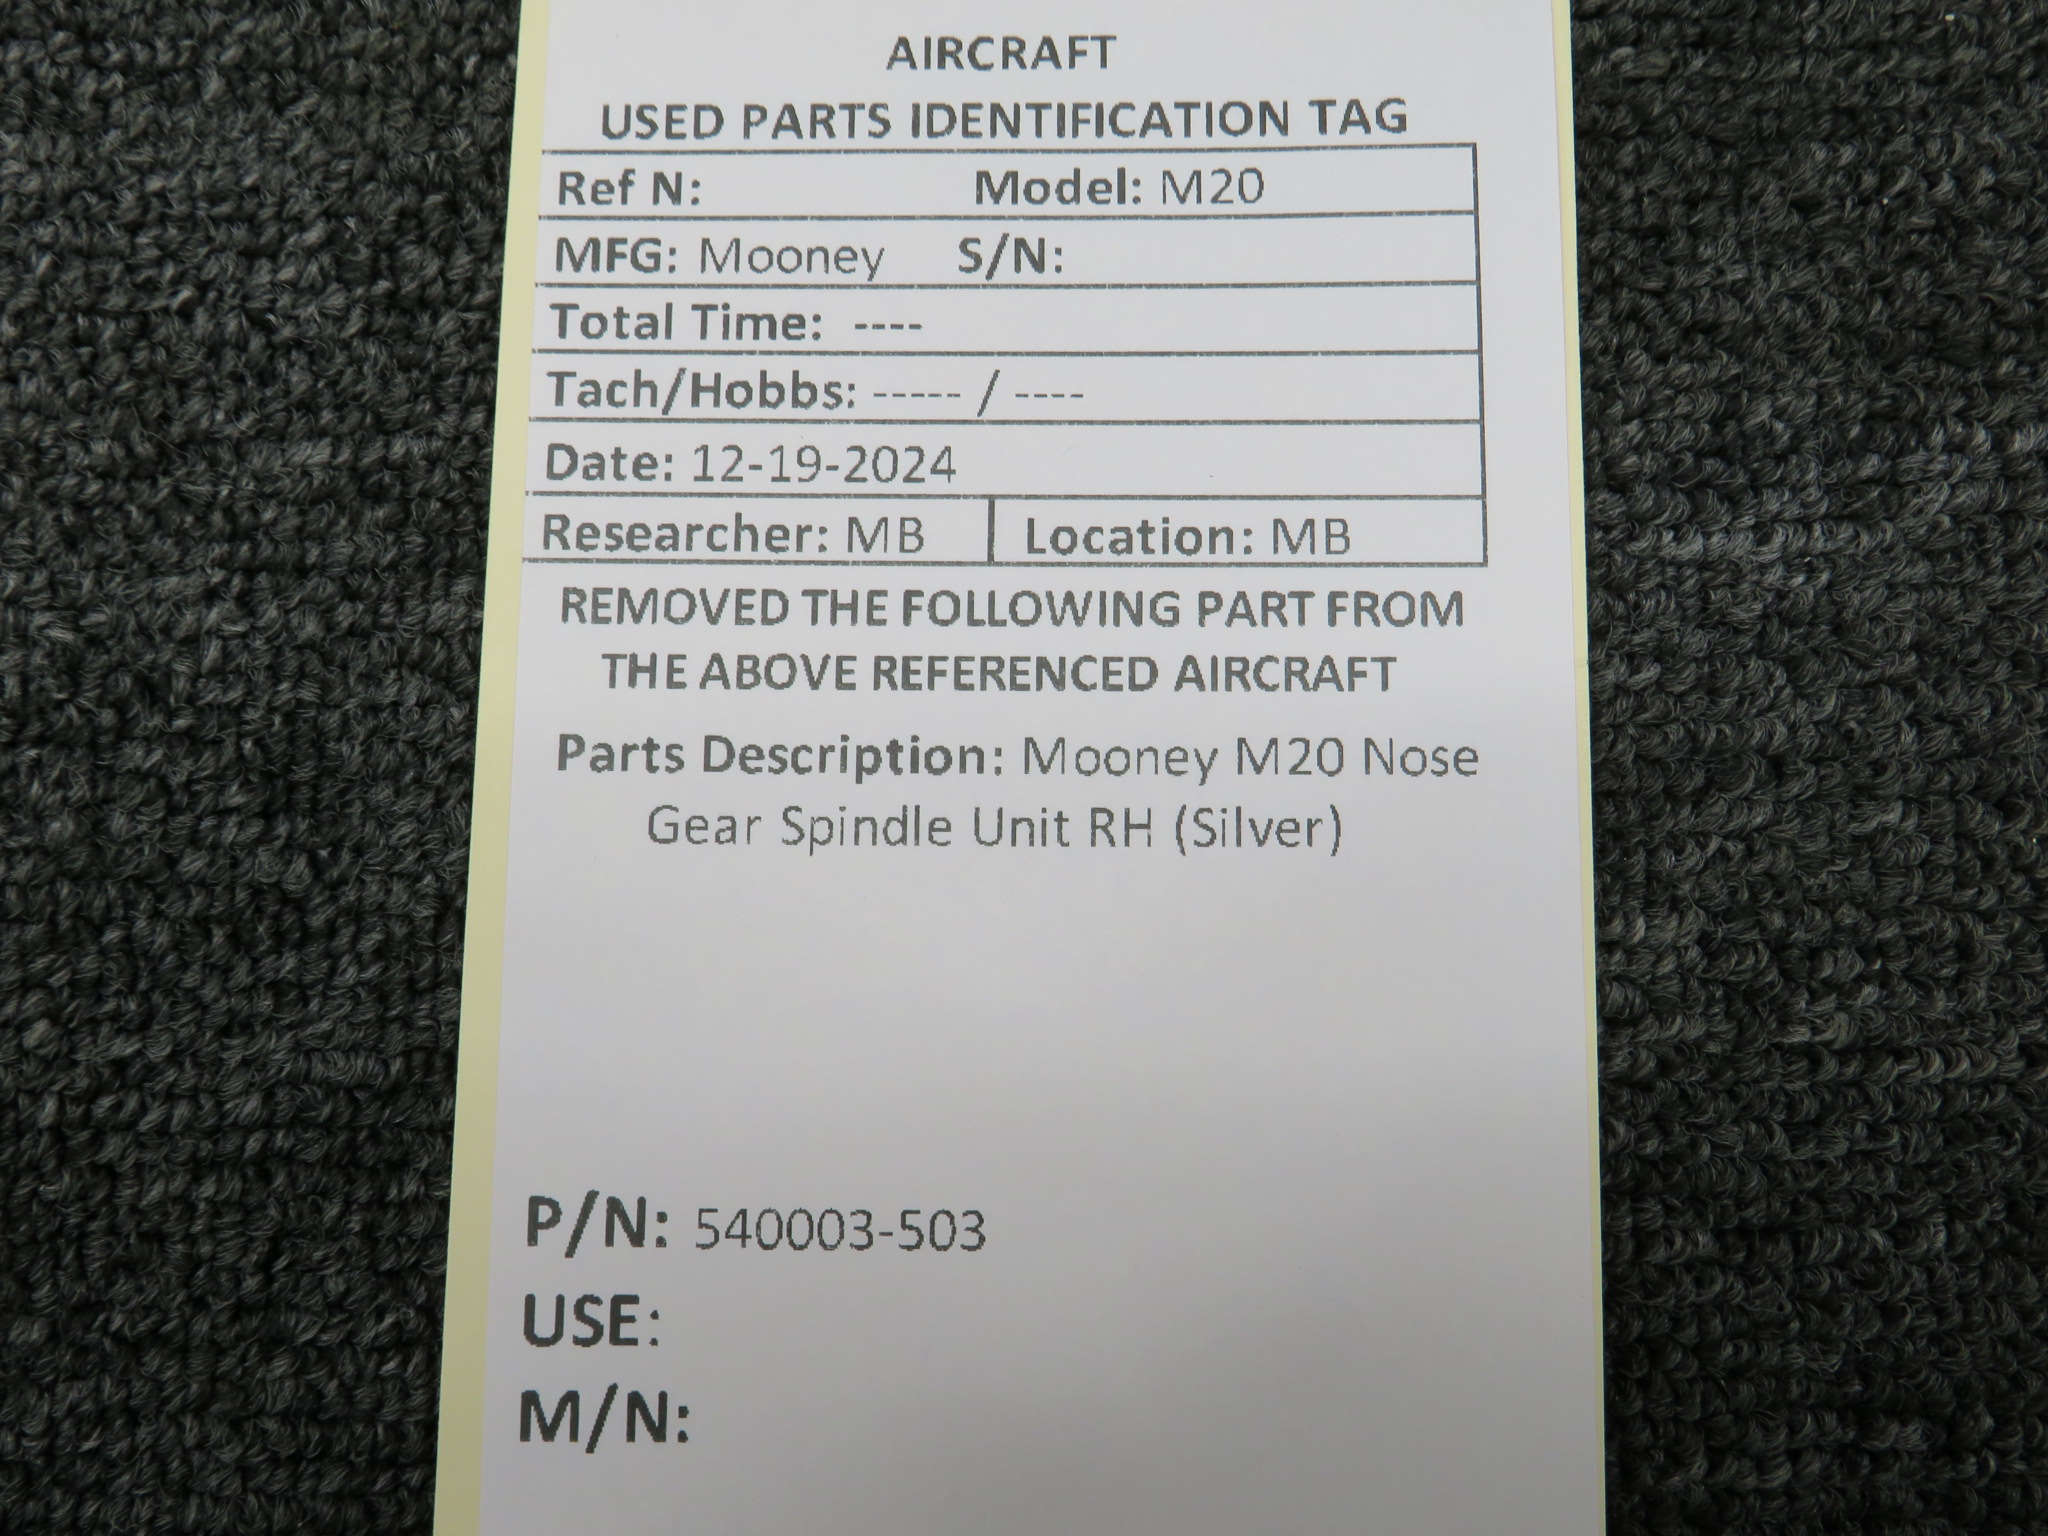 AIRCRAFT
USED PARTS IDENTIFICATION TAG
Ref N: Model: M20
MFG: Mooney S/N:
Total Time: ----
Tach/Hobbs: ----- / ----
Date: 12-19-2024
Researcher: MB Location: MB
REMOVED THE FOLLOWING PART FROM
THE ABOVE REFERENCED AIRCRAFT
Parts Description: Mooney M20 Nose
Gear Spindle Unit RH (Silver)
P/N: 540003-503
USE:
M/N: